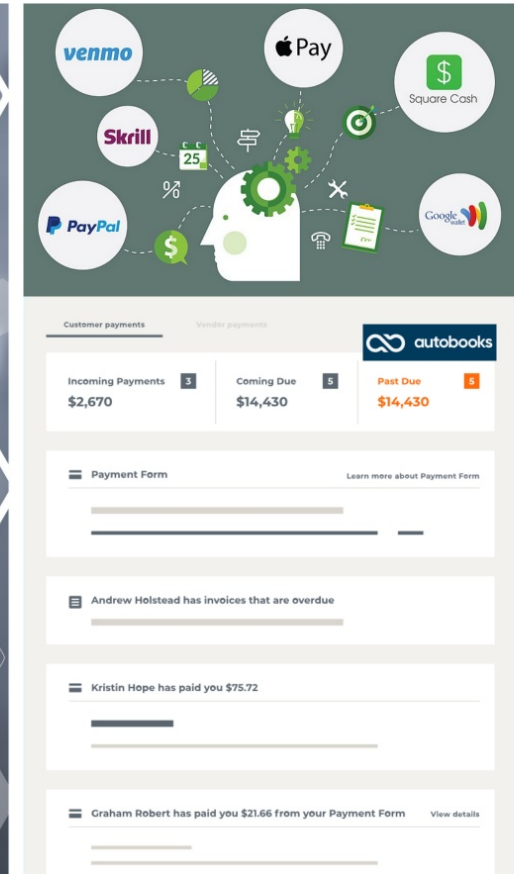 venmo
Pay
$
Square Cash
Skrill
25
%
PayPal
$
Google
wallet
Customer payments
Vendor payments
autobooks
Incoming Payments 3
$2,670
Coming Due 5
$14,430
Past Due 5
$14,430
Payment Form
Learn more about Payment Form
Andrew Holstead has invoices that are overdue
Kristin Hope has paid you $75.72
Graham Robert has paid you $21.66 from your Payment Form
View details